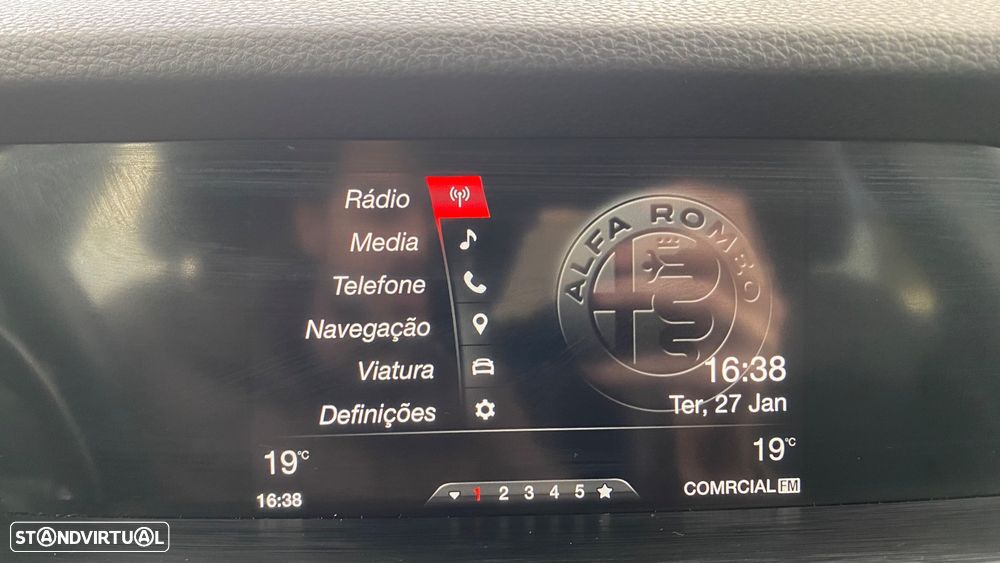 Rádio
Media
Telefone
Navegação
Viatura
Definições
ALFA ROMEO
16:38
Ter, 27 Jan
19°C
16:38
1 2 3 4 5
19°C
COMRCIAL FM
STANDVIRTUAL